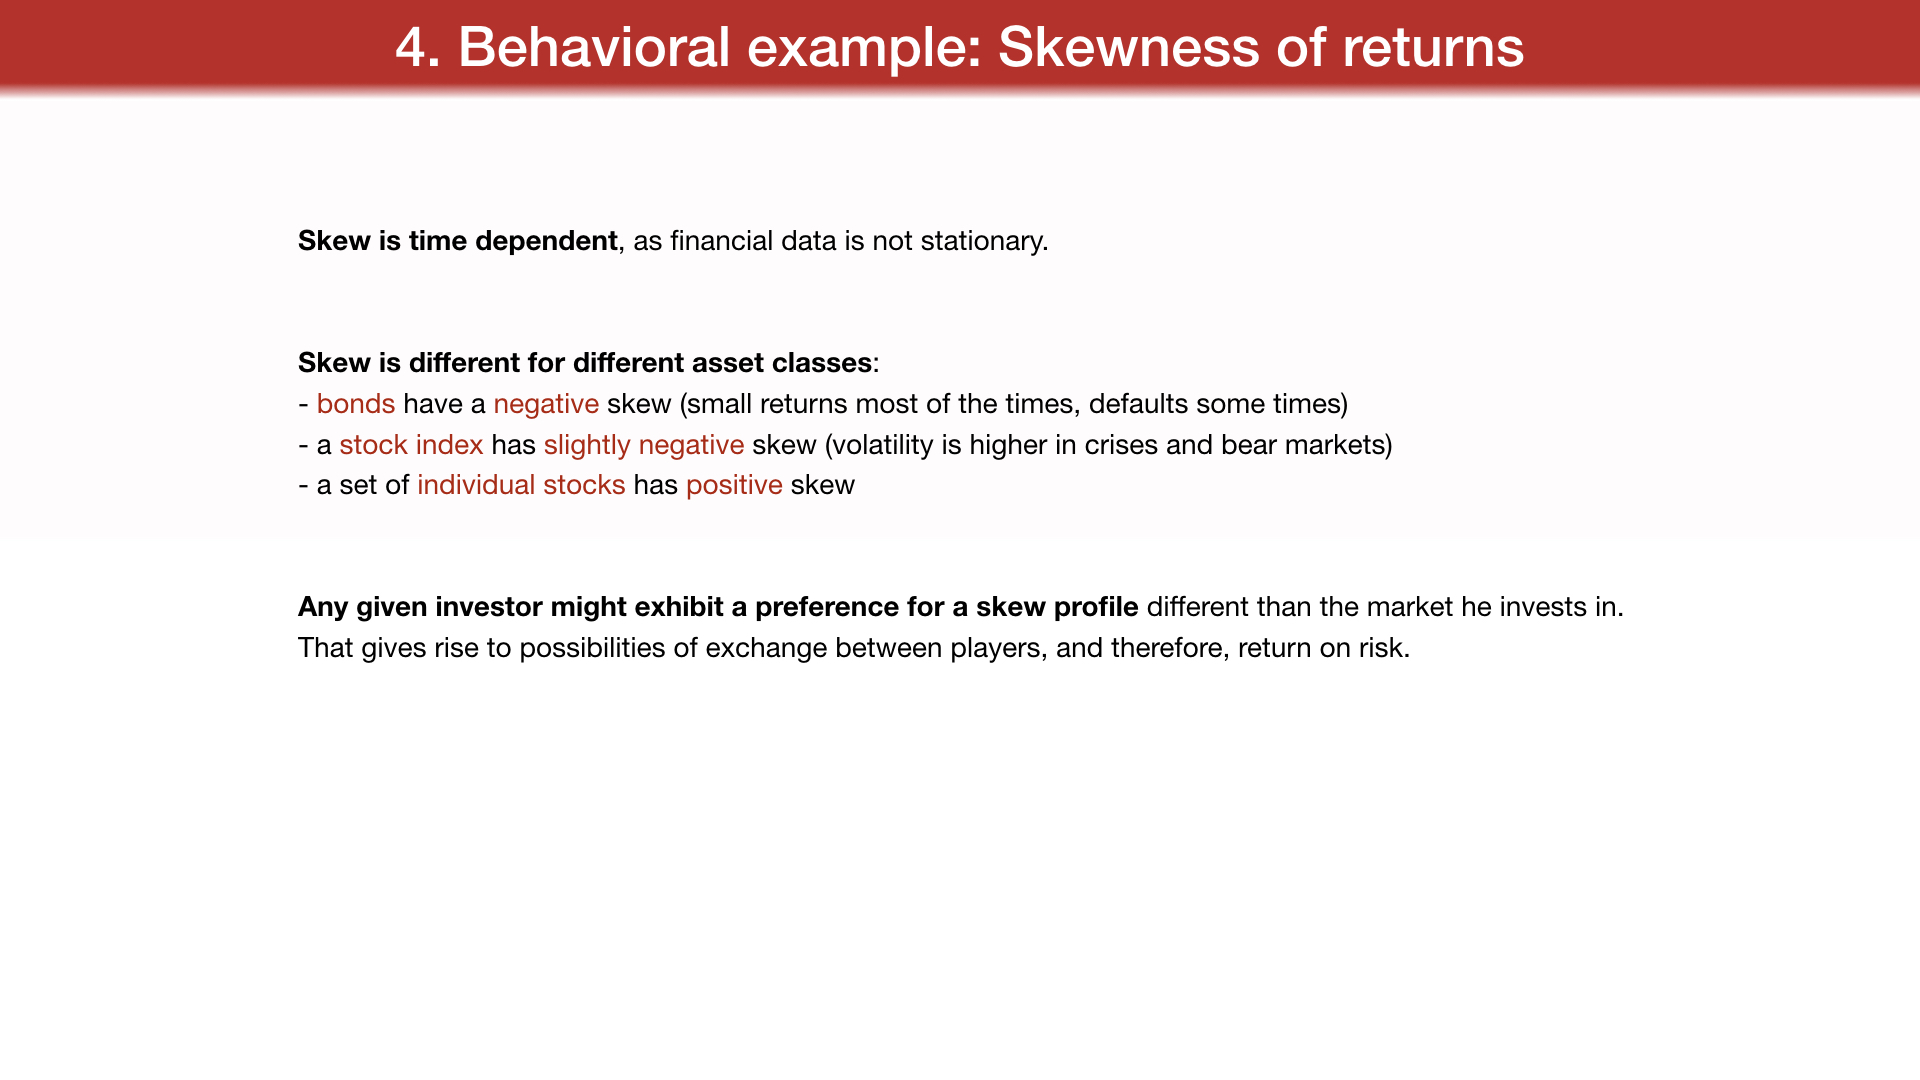 4. Behavioral example: Skewness of returns
Skew is time dependent, as financial data is not stationary.
Skew is different for different asset classes:
- bonds have a negative skew (small returns most of the times, defaults some times)
- a stock index has slightly negative skew (volatility is higher in crises and bear markets)
- a set of individual stocks has positive skew
Any given investor might exhibit a preference for a skew profile different than the market he invests in.
That gives rise to possibilities of exchange between players, and therefore, return on risk.